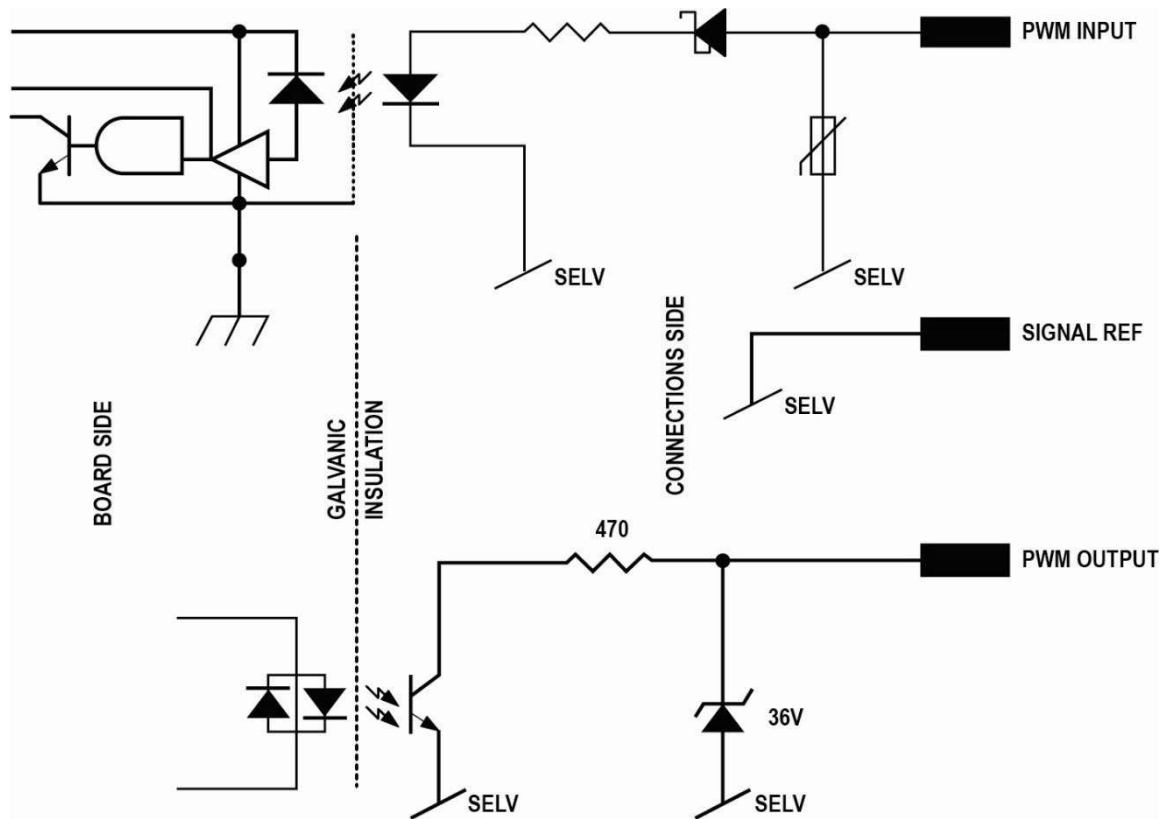 PWM INPUT
SELV
SELV
SIGNAL REF
SELV
BOARD SIDE
GALVANIC
INSULATION
CONNECTIONS SIDE
470
PWM OUTPUT
36V
SELV
SELV